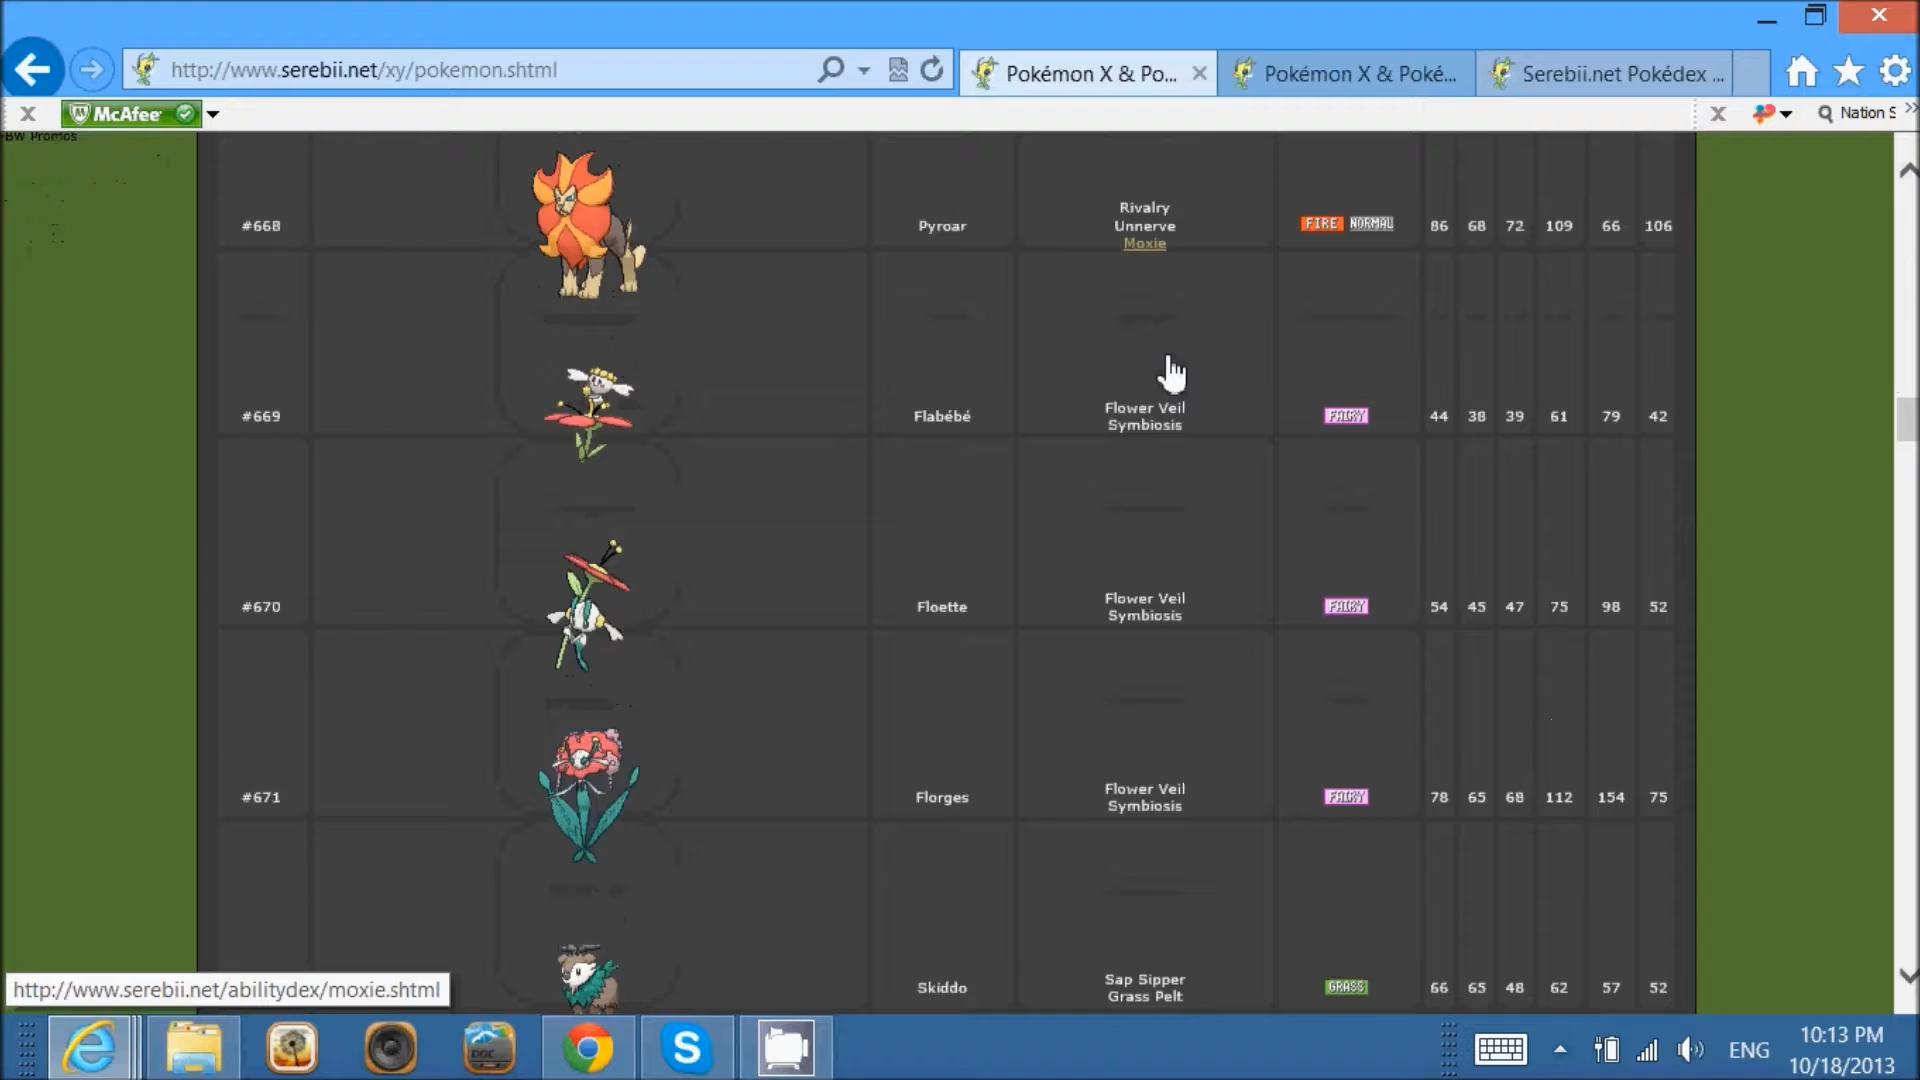 http://www.serebii.net/xy/pokemon.shtml
Pokémon X & Po...
Pokémon X & Poké...
Serebii.net Pokédex ...
McAfee
Nation S
-BW Promos
#668 Pyroar Rivalry Unnerve Moxie FIRE NORMAL 86 68 72 109 66 106
#669 Flabébé Flower Veil Symbiosis FAIRY 44 38 39 61 79 42
#670 Floette Flower Veil Symbiosis FAIRY 54 45 47 75 98 52
#671 Florges Flower Veil Symbiosis FAIRY 78 65 68 112 154 75
Skiddo Sap Sipper Grass Pelt GRASS 66 65 48 62 57 52
http://www.serebii.net/abilitydex/moxie.shtml
DOC
ENG
10:13 PM
10/18/2013